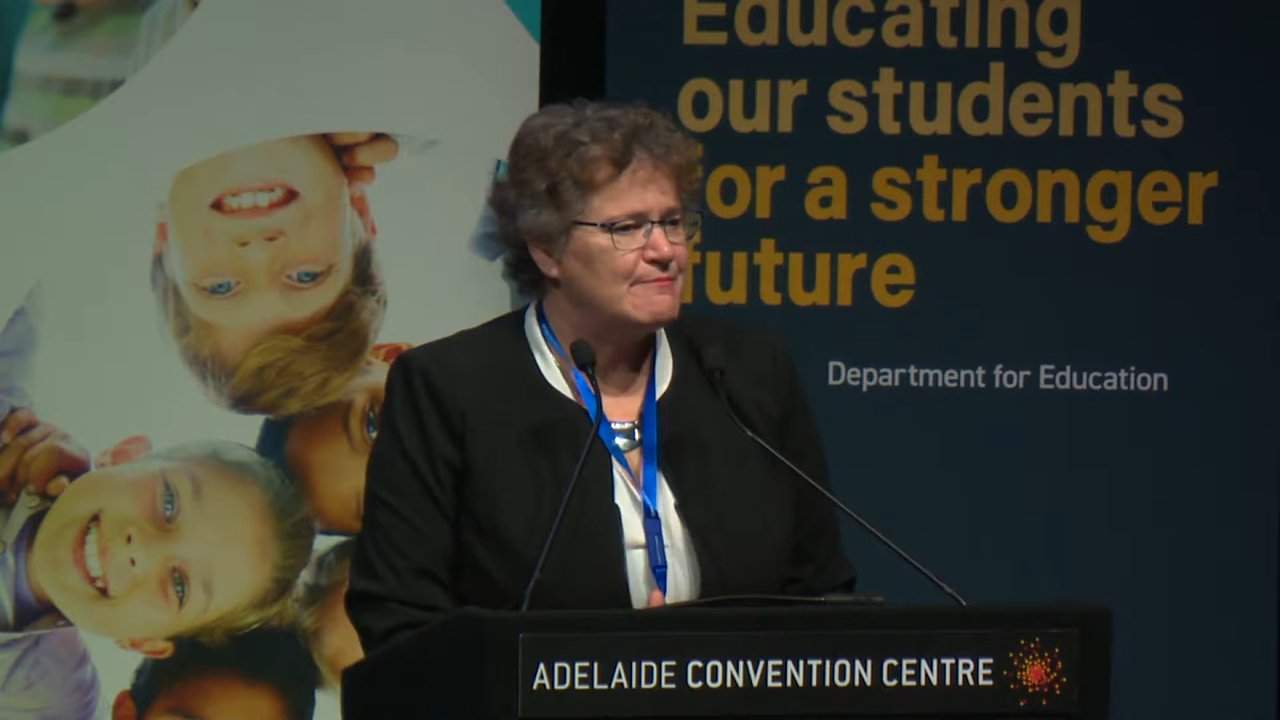 Educating
our students
for a stronger
future
Department for Education
ADELAIDE CONVENTION CENTRE